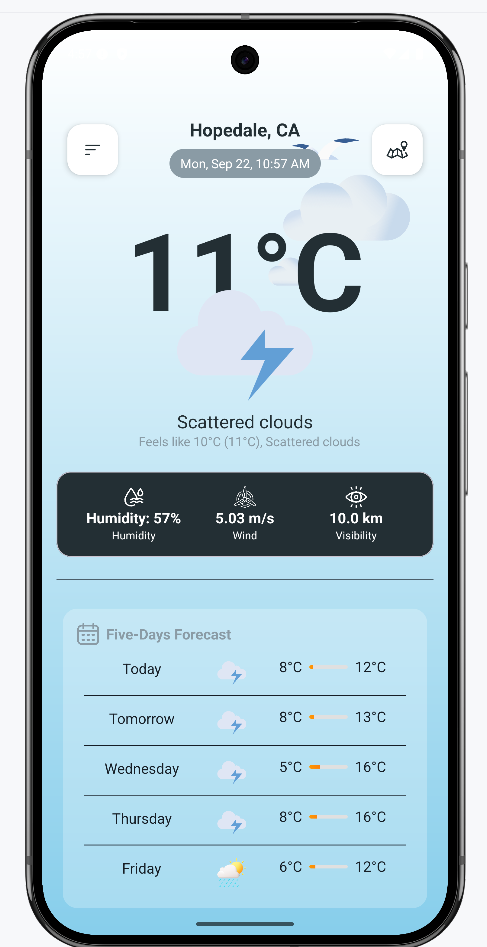 Hopedale, CA
Mon, Sep 22, 10:57 AM
11°C
Scattered clouds
Feels like 10°C (11°C), Scattered clouds
Humidity: 57% 5.03 m/s 10.0 km
Humidity Wind Visibility
Five-Days Forecast
Today 8°C 12°C
Tomorrow 8°C 13°C
Wednesday 5°C 16°C
Thursday 8°C 16°C
Friday 6°C 12°C